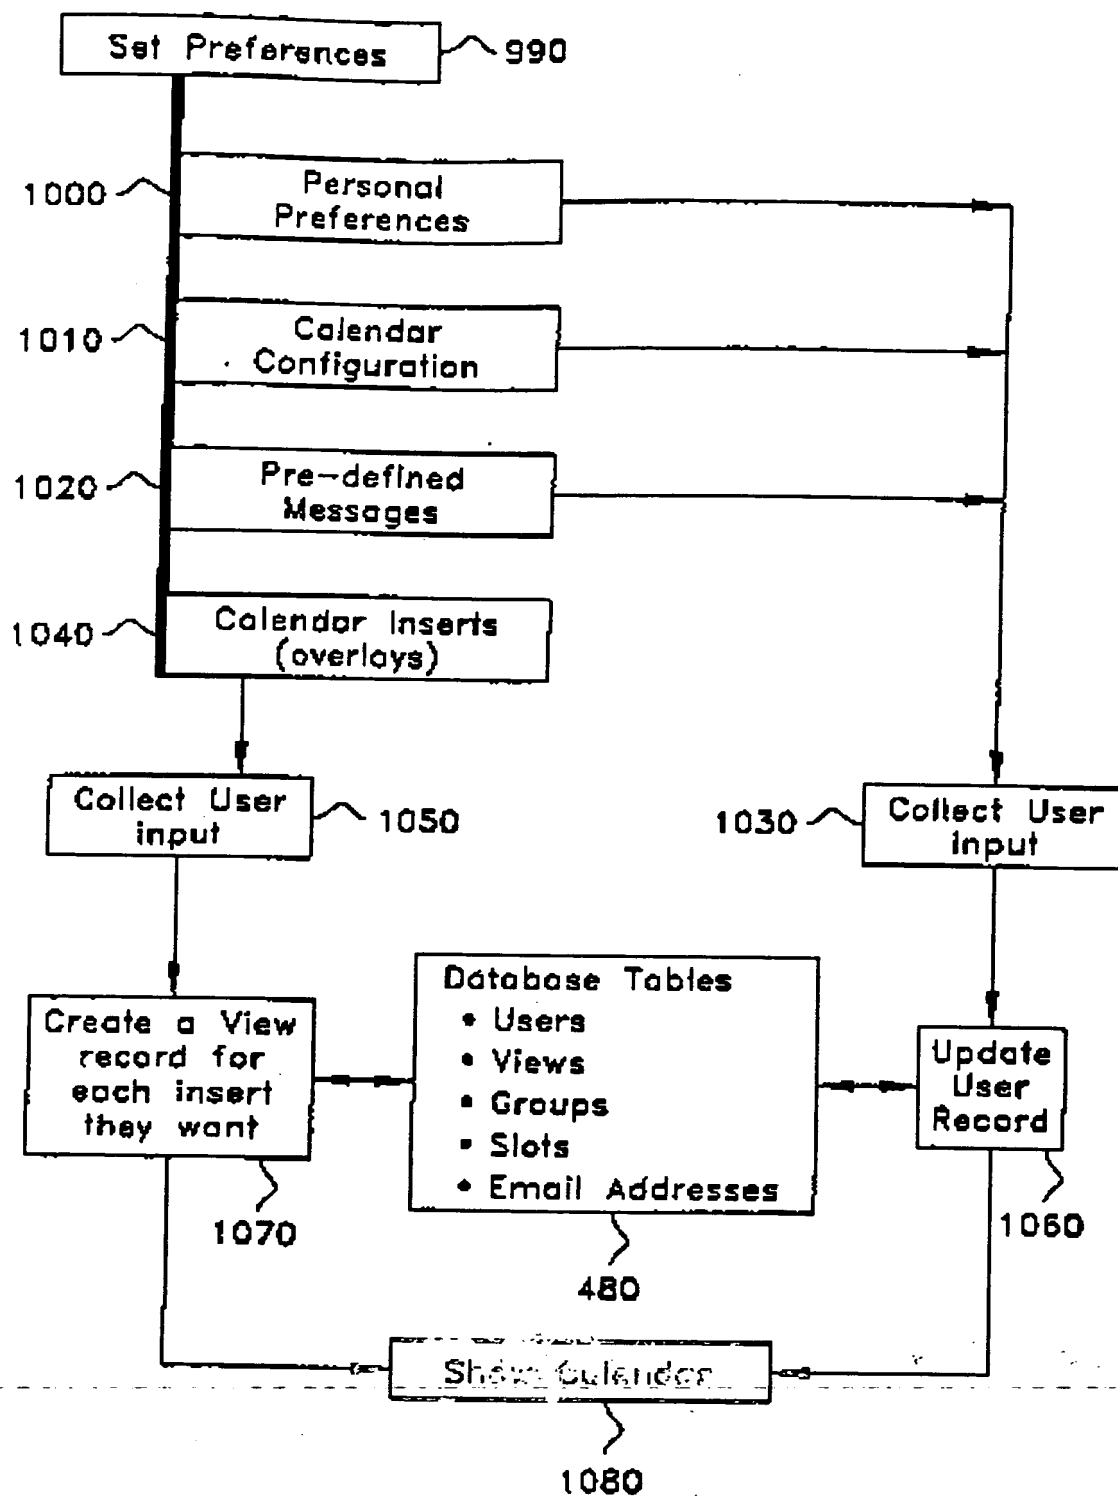 Set Preferences
990
1000
Personal
Preferences
1010
Calendar
Configuration
1020
Pre-defined
Messages
1040
Calendar Inserts
(overlays)
Collect User
input
1050
1030
Collect User
Input
Create a View
record for
each insert
they want
Database Tables
• Users
• Views
• Groups
• Slots
• Email Addresses
Update
User
Record
1070
1060
480
Show Calendar
1080